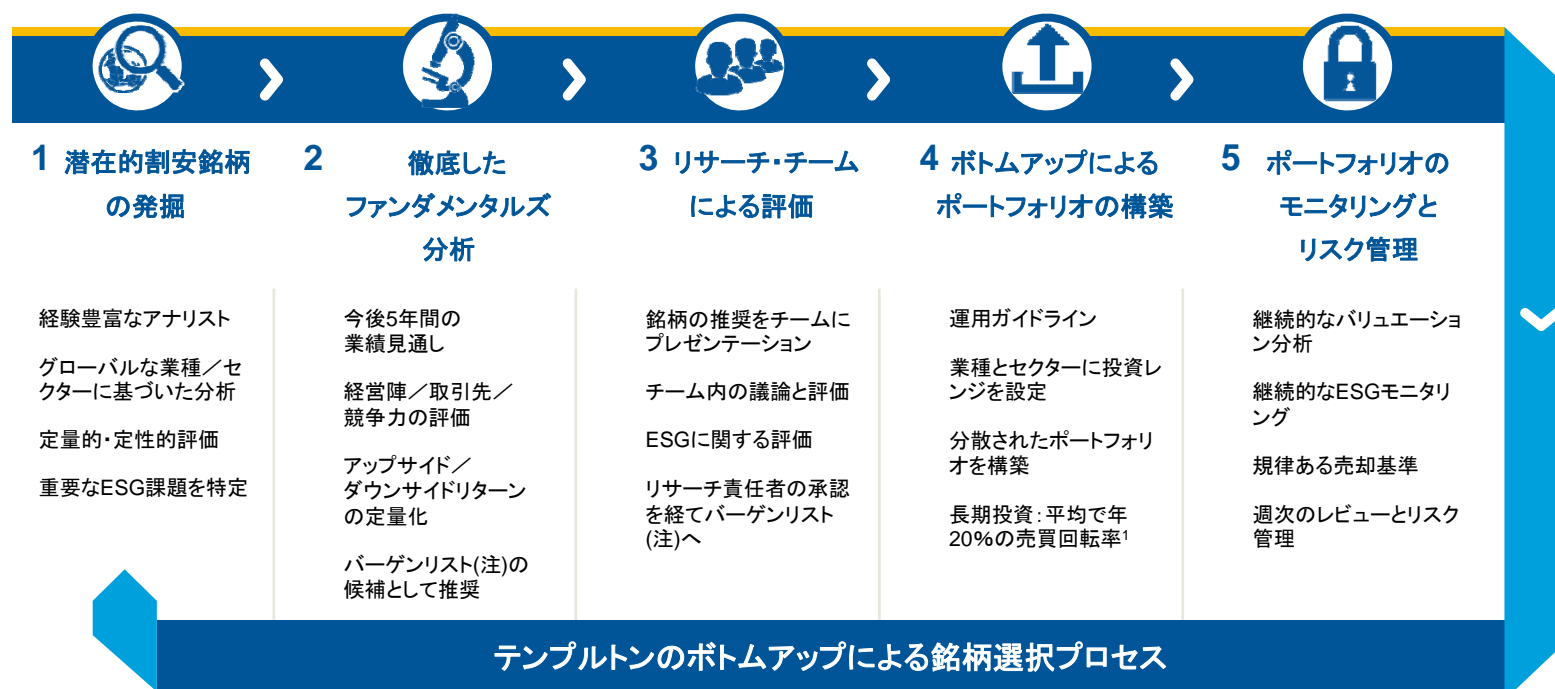 1 潜在的割安銘柄
の発掘
経験豊富なアナリスト
グローバルな業種／セ
クターに基づいた分析
定量的・定性的評価
重要なESG課題を特定
2 徹底した
ファンダメンタルズ
分析
今後5年間の
業績見通し
経営陣／取引先／
競争力の評価
アップサイド／
ダウンサイドリターン
の定量化
バーゲンリスト(注)の
候補として推奨
3 リサーチ・チーム
による評価
銘柄の推奨をチームに
プレゼンテーション
チーム内の議論と評価
ESGに関する評価
リサーチ責任者の承認
を経てバーゲンリスト
(注)へ
4 ボトムアップによる
ポートフォリオの構築
運用ガイドライン
業種とセクターに投資レ
ンジを設定
分散されたポートフォリ
オを構築
長期投資：平均で年
20%の売買回転率¹
5 ポートフォリオの
モニタリングと
リスク管理
継続的なバリュエーショ
ン分析
継続的なESGモニタリ
ング
規律ある売却基準
週次のレビューとリスク
管理
テンプルトンのボトムアップによる銘柄選択プロセス